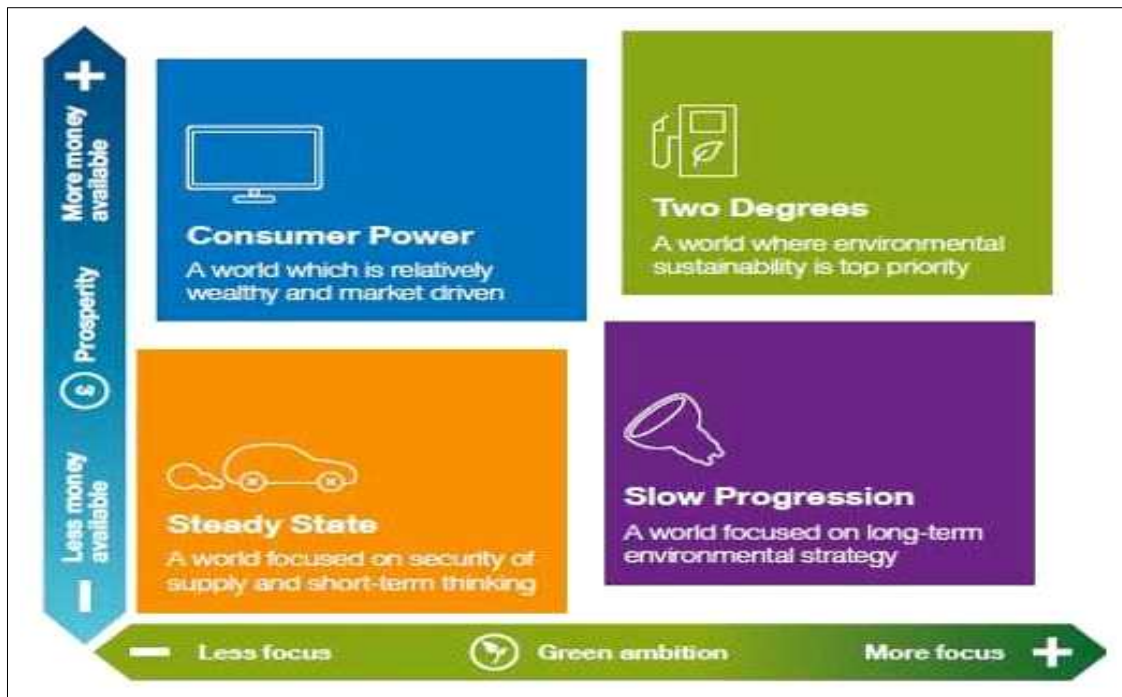 More money
available
Prosperity
£
Less money
available
Consumer Power
A world which is relatively
wealthy and market driven
Two Degrees
A world where environmental
sustainability is top priority
Steady State
A world focused on security of
supply and short-term thinking
Slow Progression
A world focused on long-term
environmental strategy
Less focus
Green ambition
More focus